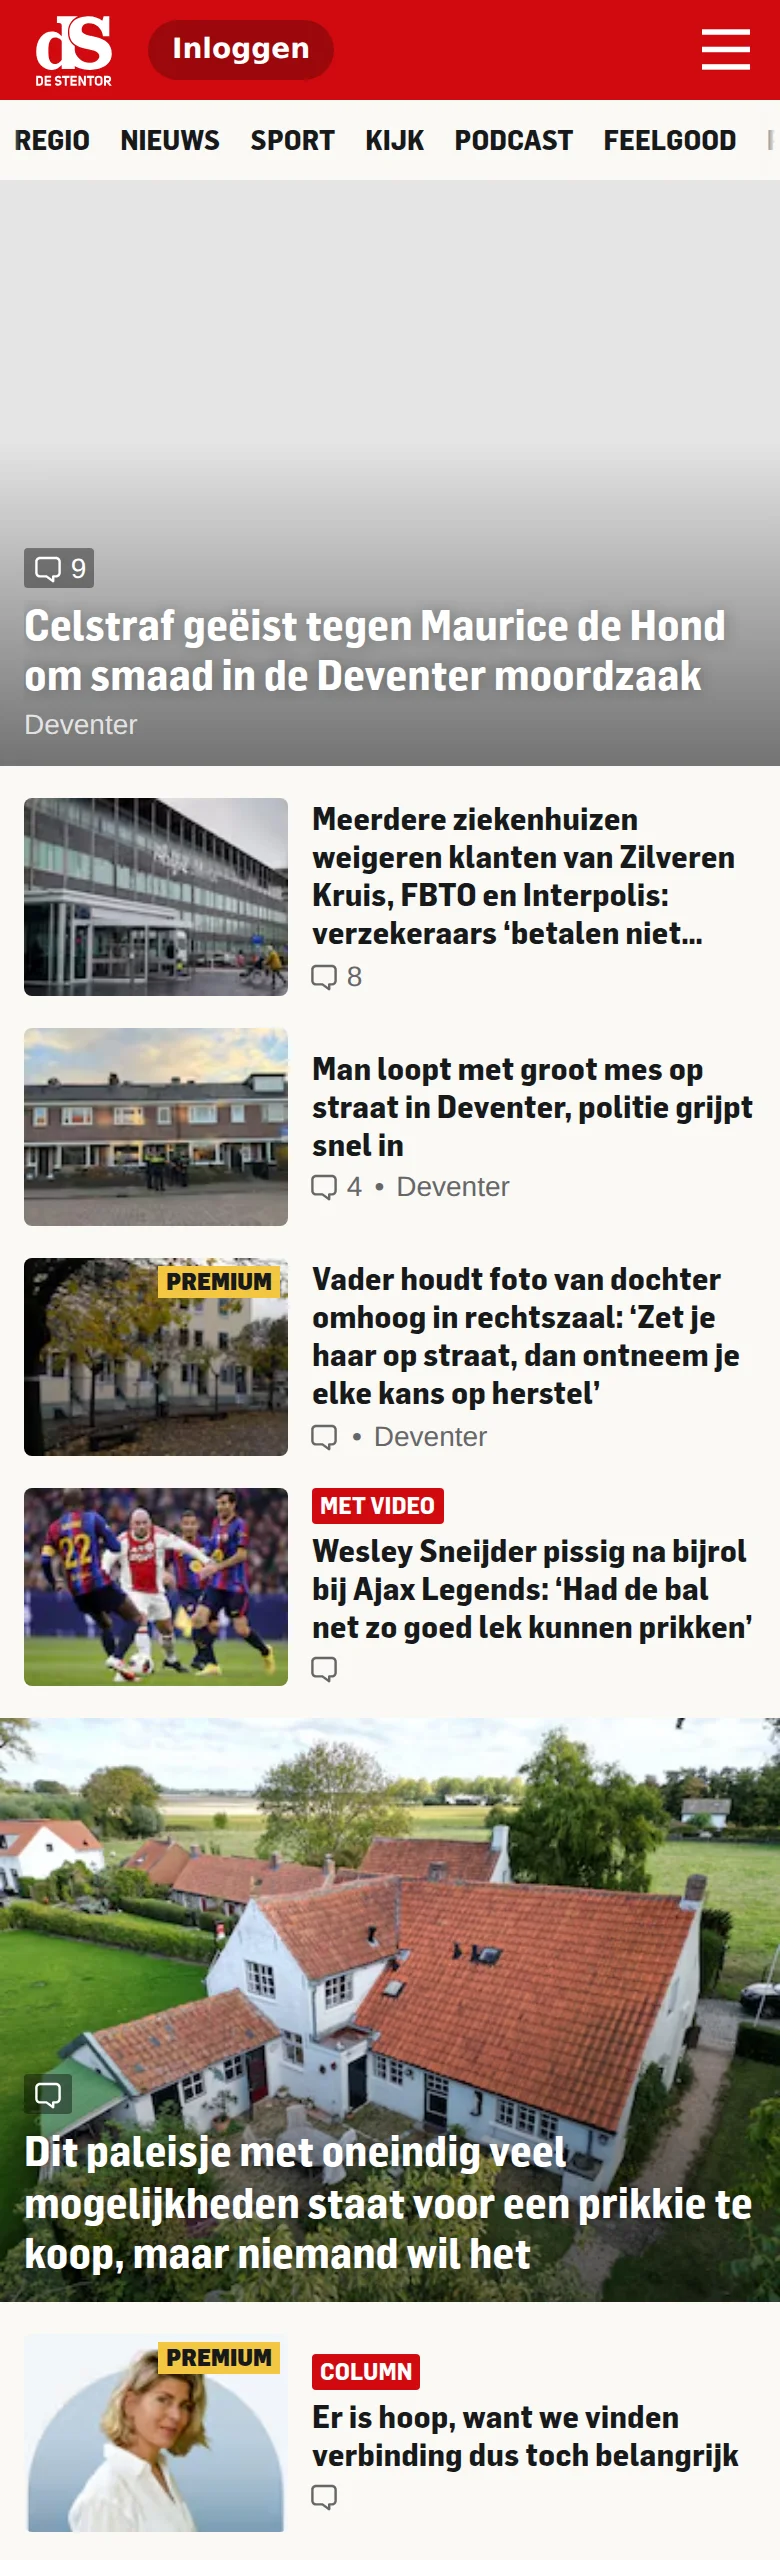 dS
DE STENTOR
Inloggen
REGIO NIEUWS SPORT KIJK PODCAST FEELGOOD
9
Celstraf geëist tegen Maurice de Hond
om smaad in de Deventer moordzaak
Deventer
Meerdere ziekenhuizen
weigeren klanten van Zilveren
Kruis, FBTO en Interpolis:
verzekeraars ‘betalen niet...
8
Man loopt met groot mes op
straat in Deventer, politie grijpt
snel in
4 • Deventer
PREMIUM
Vader houdt foto van dochter
omhoog in rechtszaal: ‘Zet je
haar op straat, dan ontneem je
elke kans op herstel’
• Deventer
22
MET VIDEO
Wesley Sneijder pissig na bijrol
bij Ajax Legends: ‘Had de bal
net zo goed lek kunnen prikken’
Dit paleisje met oneindig veel
mogelijkheden staat voor een prikkie te
koop, maar niemand wil het
PREMIUM
COLUMN
Er is hoop, want we vinden
verbinding dus toch belangrijk